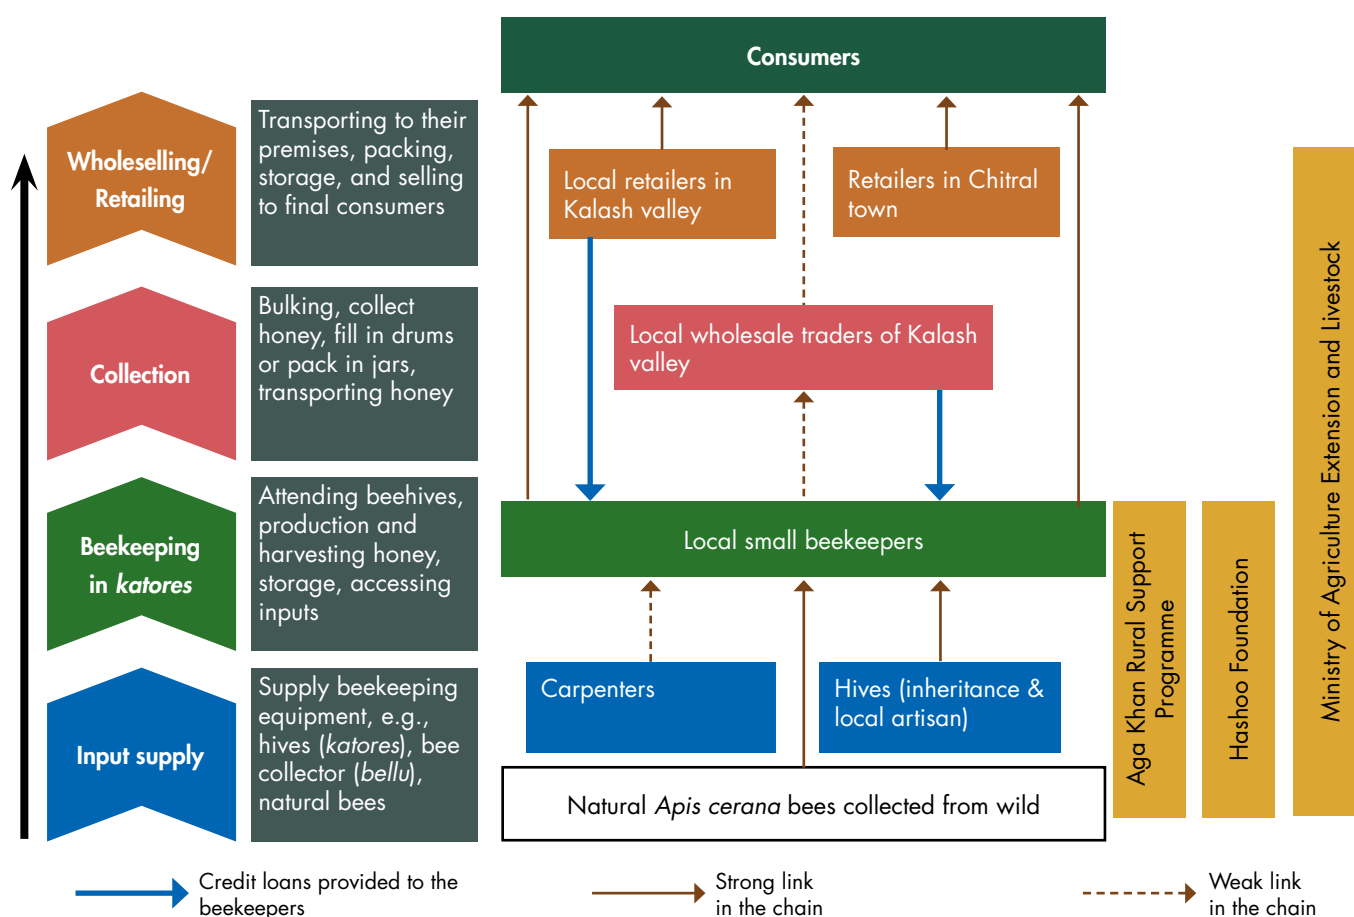 Consumers
Wholeselling/
Retailing
Transporting to their
premises, packing,
storage, and selling
to final consumers
Local retailers in
Kalash valley
Retailers in Chitral
town
Collection
Bulking, collect
honey, fill in drums
or pack in jars,
transporting honey
Local wholesale traders of Kalash
valley
Beekeeping
in katores
Attending beehives,
production and
harvesting honey,
storage, accessing
inputs
Local small beekeepers
Input supply
Supply beekeeping
equipment, e.g.,
hives (katores), bee
collector (bellu),
natural bees
Carpenters
Hives (inheritance &
local artisan)
Natural Apis cerana bees collected from wild
Aga Khan Rural Support
Programme
Hashoo Foundation
Ministry of Agriculture Extension and Livestock
Credit loans provided to the
beekeepers
Strong link
in the chain
Weak link
in the chain